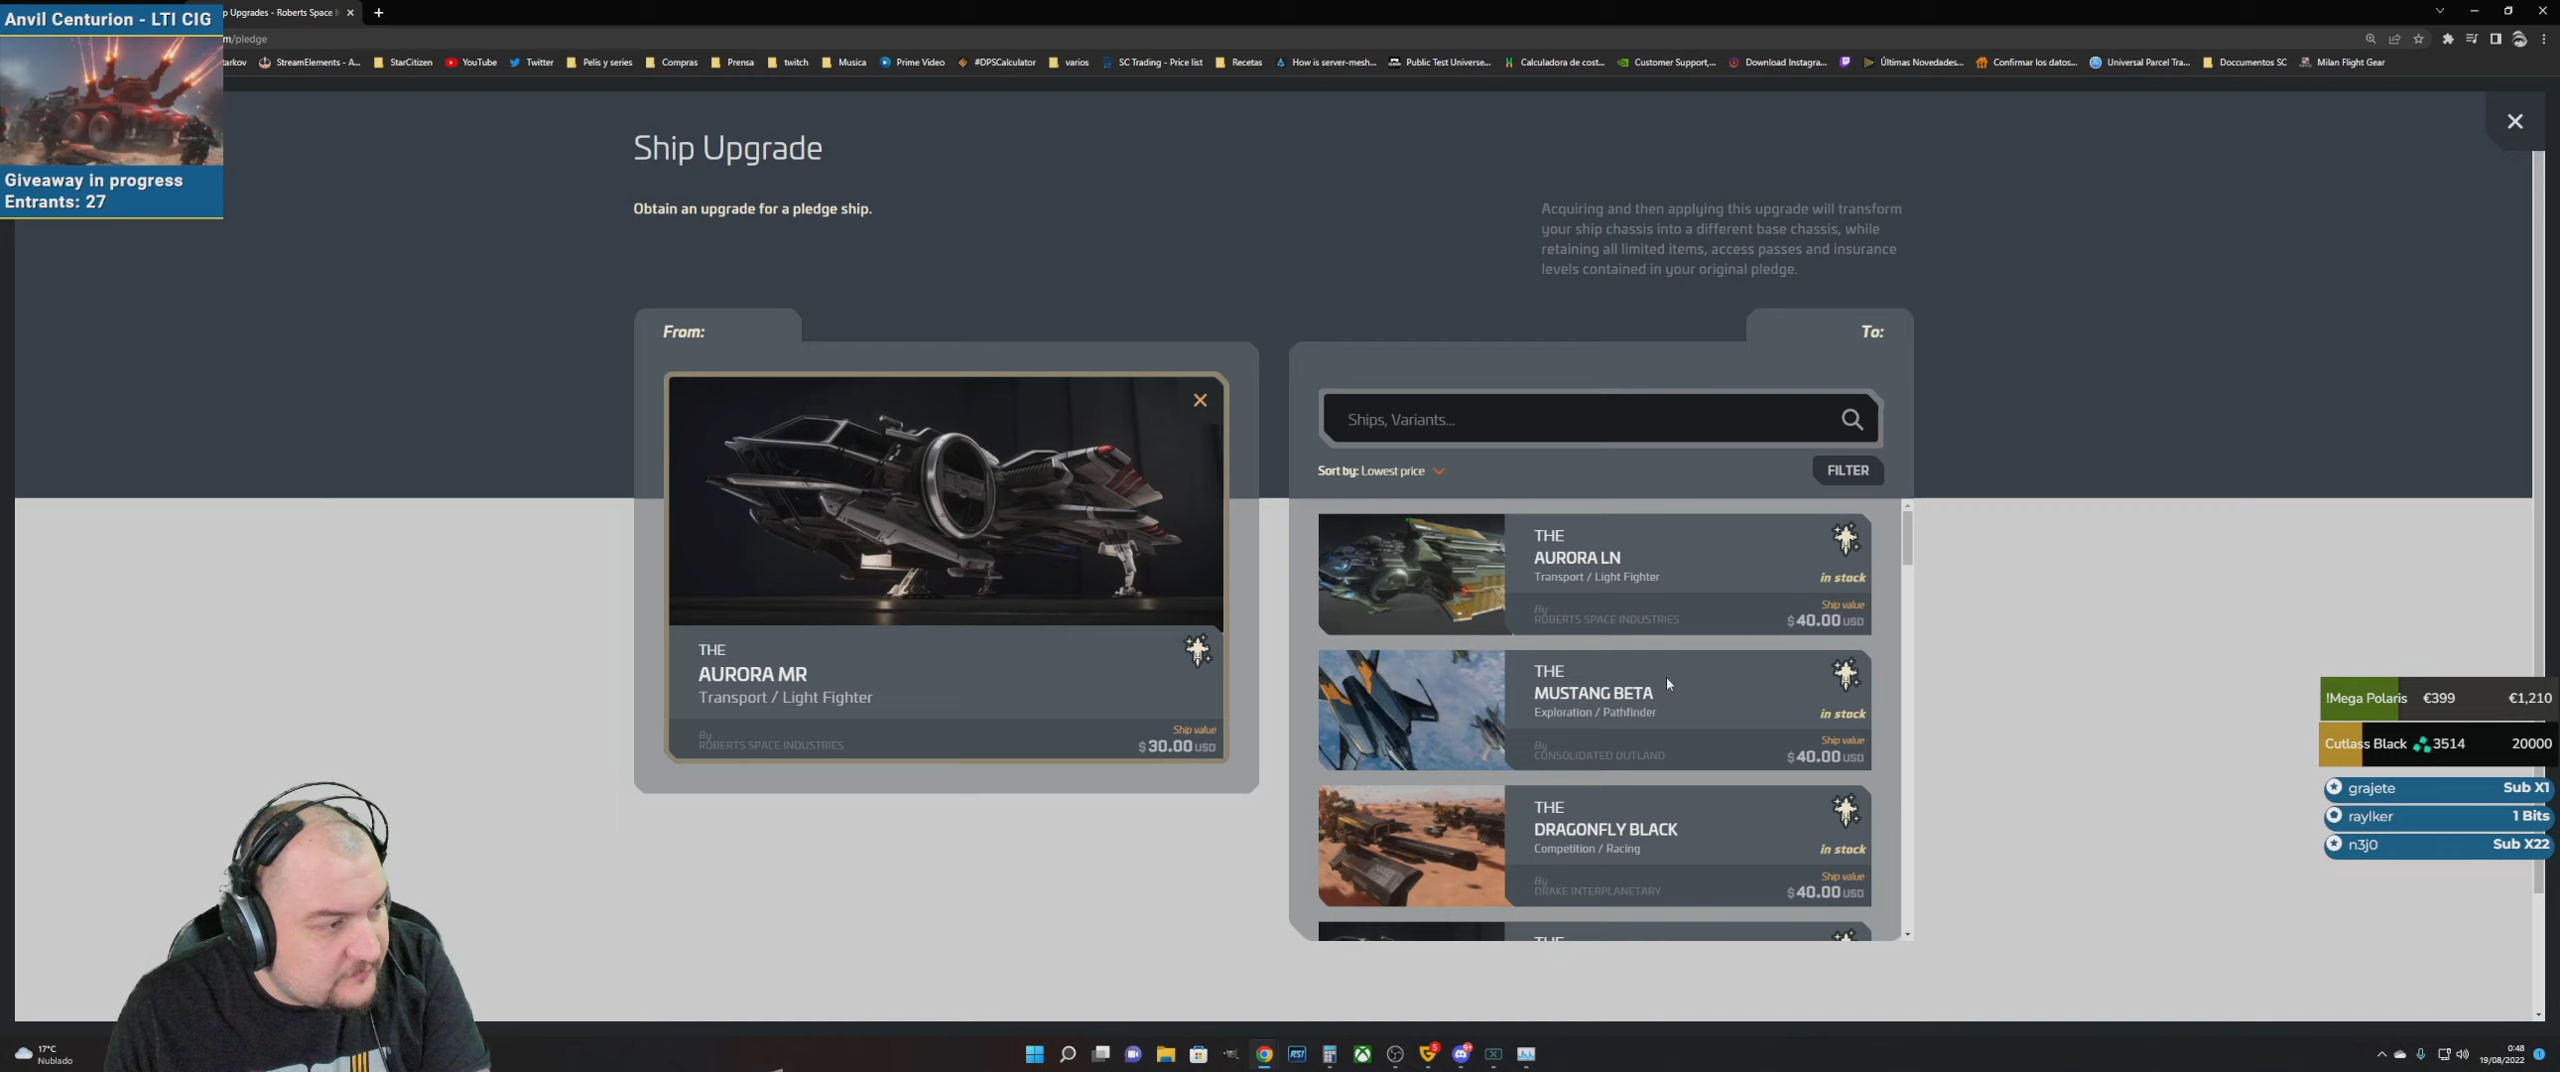 Anvil Centurion - LTI CIG
Giveaway in progress
Entrants: 27
p Upgrades - Roberts Space I
m/pledge
tarkov
StreamElements - A...
StarCitizen
YouTube
Twitter
Pelis y series
Compras
Prensa
twitch
Musica
Prime Video
#DPSCalculator
varios
SC Trading - Price list
Recetas
How is server-mesh...
Public Test Universe...
Calculadora de cost...
Customer Support,...
Download Instagra...
Últimas Novedades...
Confirmar los datos...
Universal Parcel Tra...
Doccumentos SC
Milan Flight Gear
Ship Upgrade
Obtain an upgrade for a pledge ship.
Acquiring and then applying this upgrade will transform
your ship chassis into a different base chassis, while
retaining all limited items, access passes and insurance
levels contained in your original pledge.
From:
THE
AURORA MR
Transport / Light Fighter
By
ROBERTS SPACE INDUSTRIES
Ship value
$30.00 USD
To:
Ships, Variants...
Sort by: Lowest price
FILTER
THE
AURORA LN
Transport / Light Fighter
in stock
By
ROBERTS SPACE INDUSTRIES
Ship value
$40.00 USD
THE
MUSTANG BETA
Exploration / Pathfinder
in stock
By
CONSOLIDATED OUTLAND
Ship value
$40.00 USD
THE
DRAGONFLY BLACK
Competition / Racing
in stock
By
DRAKE INTERPLANETARY
Ship value
$40.00 USD
THE
!Mega Polaris €399 €1,210
Cutlass Black 3514 20000
grajete Sub X1
raylker 1 Bits
n3j0 Sub X22
17°C
Nublado
RSI
5
9+
0:48
19/08/2022
1